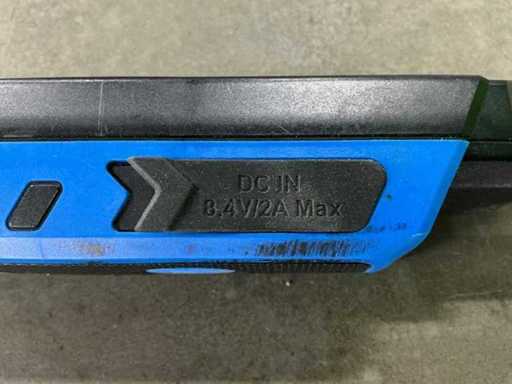 DC IN
8.4V/2A Max